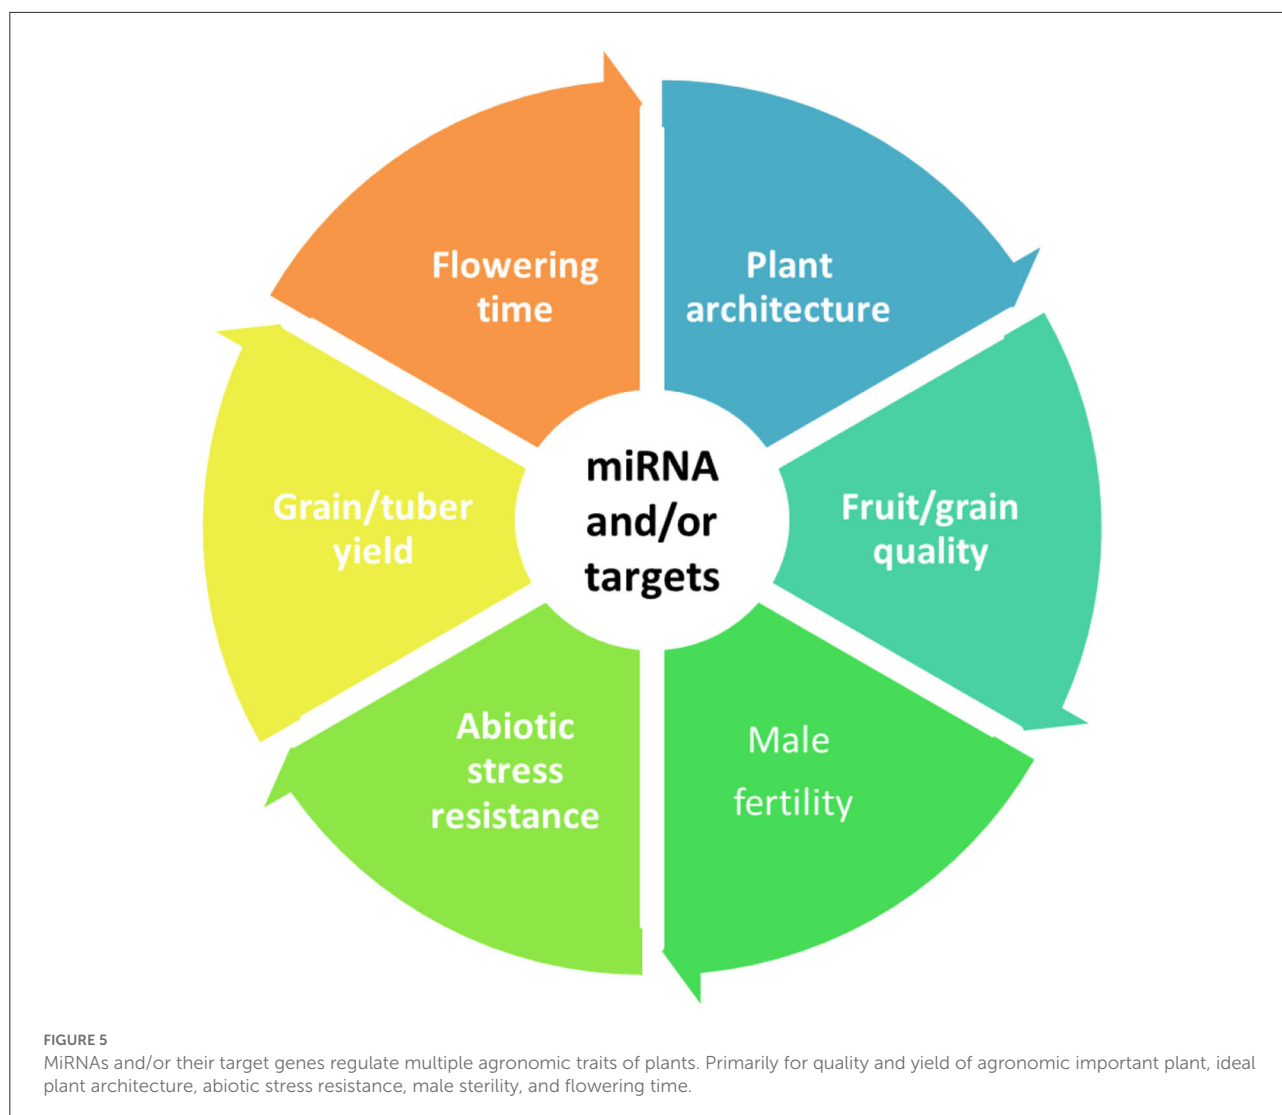 Flowering
time
Plant
architecture
Grain/tuber
yield
miRNA
and/or
targets
Fruit/grain
quality
Abiotic
stress
resistance
Male
fertility
FIGURE 5
MiRNAs and/or their target genes regulate multiple agronomic traits of plants. Primarily for quality and yield of agronomic important plant, ideal
plant architecture, abiotic stress resistance, male sterility, and flowering time.